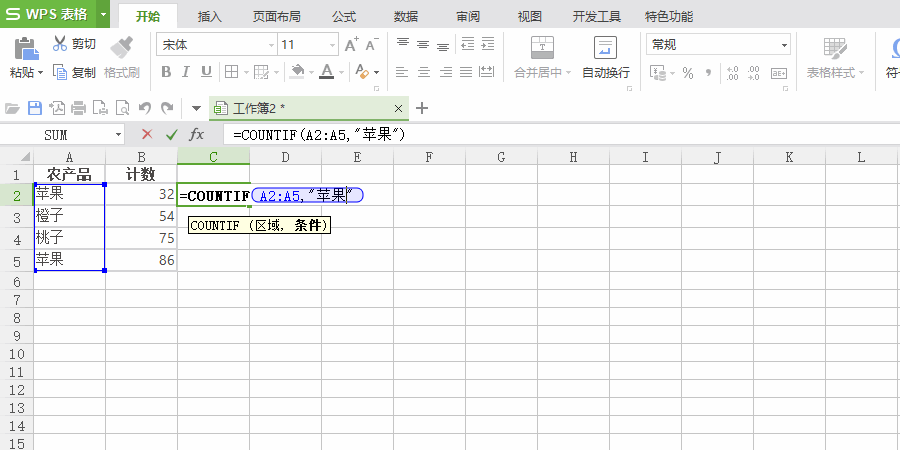 S WPS 表格 开始 插入 页面布局 公式 数据 审阅 视图 开发工具 特色功能
粘贴 剪切 复制 格式刷 宋体 11 A+ A- 合并居中 自动换行 常规 表格样式 符
B I U A % .00
工作簿2 *
SUM fx =COUNTIF(A2:A5,"苹果")
A B C D E F G H I J K L
1 农产品 计数
2 苹果 32 =COUNTIF(A2:A5,"苹果"
3 橙子 54 COUNTIF (区域, 条件)
4 桃子 75
5 苹果 86
6
7
8
9
10
11
12
13
14
15